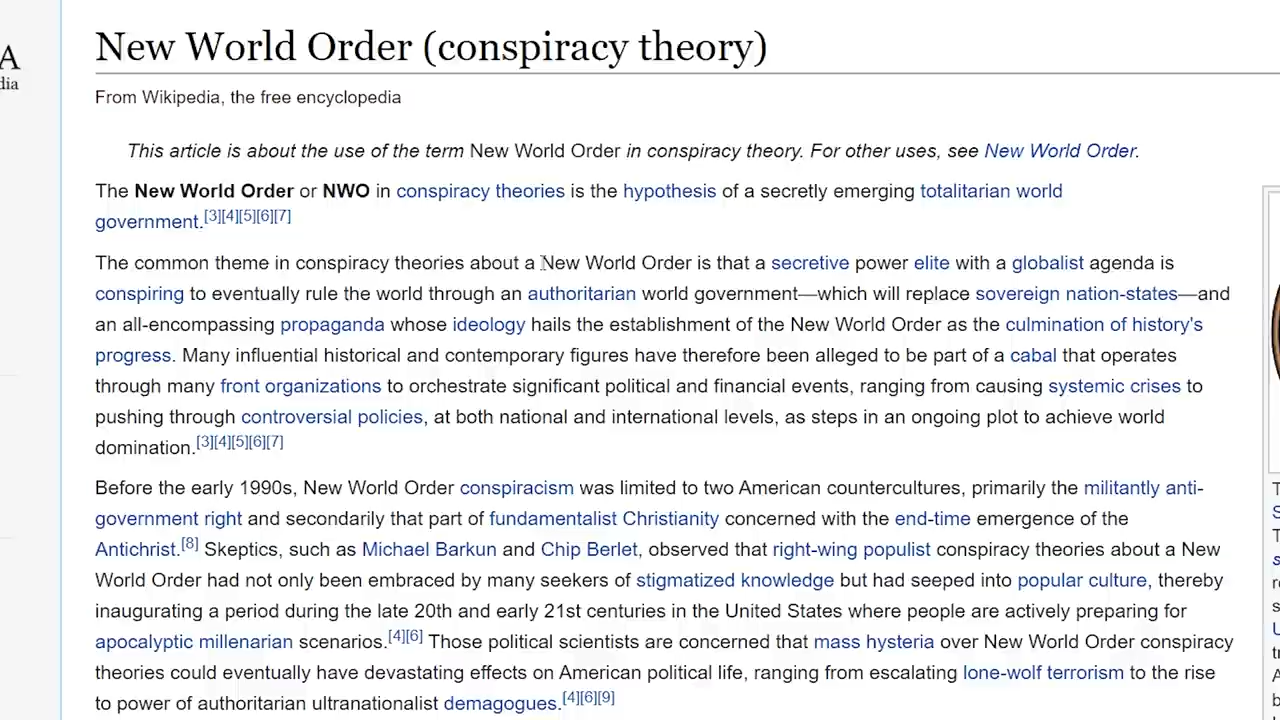 New World Order (conspiracy theory)
From Wikipedia, the free encyclopedia
This article is about the use of the term New World Order in conspiracy theory. For other uses, see New World Order.
The New World Order or NWO in conspiracy theories is the hypothesis of a secretly emerging totalitarian world
government.[3][4][5][6][7]
The common theme in conspiracy theories about a New World Order is that a secretive power elite with a globalist agenda is
conspiring to eventually rule the world through an authoritarian world government—which will replace sovereign nation-states—and
an all-encompassing propaganda whose ideology hails the establishment of the New World Order as the culmination of history's
progress. Many influential historical and contemporary figures have therefore been alleged to be part of a cabal that operates
through many front organizations to orchestrate significant political and financial events, ranging from causing systemic crises to
pushing through controversial policies, at both national and international levels, as steps in an ongoing plot to achieve world
domination.[3][4][5][6][7]
Before the early 1990s, New World Order conspiracism was limited to two American countercultures, primarily the militantly anti-
government right and secondarily that part of fundamentalist Christianity concerned with the end-time emergence of the
Antichrist.[8] Skeptics, such as Michael Barkun and Chip Berlet, observed that right-wing populist conspiracy theories about a New
World Order had not only been embraced by many seekers of stigmatized knowledge but had seeped into popular culture, thereby
inaugurating a period during the late 20th and early 21st centuries in the United States where people are actively preparing for
apocalyptic millenarian scenarios.[4][6] Those political scientists are concerned that mass hysteria over New World Order conspiracy
theories could eventually have devastating effects on American political life, ranging from escalating lone-wolf terrorism to the rise
to power of authoritarian ultranationalist demagogues.[4][6][9]